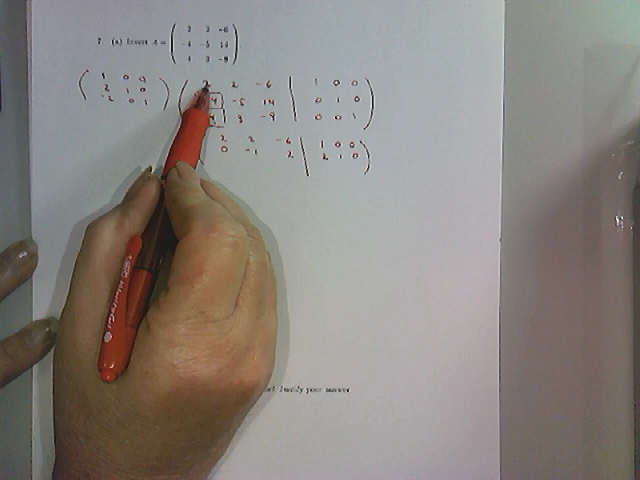 7. (a) Invert A = ( 2 2 -6
-4 -5 14
4 3 -9 )
( 1 0 0
2 1 0
-2 0 1 )
( 2 2 -6 | 1 0 0
4 -5 14 | 0 1 0
3 -9 | 0 0 1 )
2 2 -6 | 1 0 0
0 -1 2 | 2 1 0 )
Justify your answer